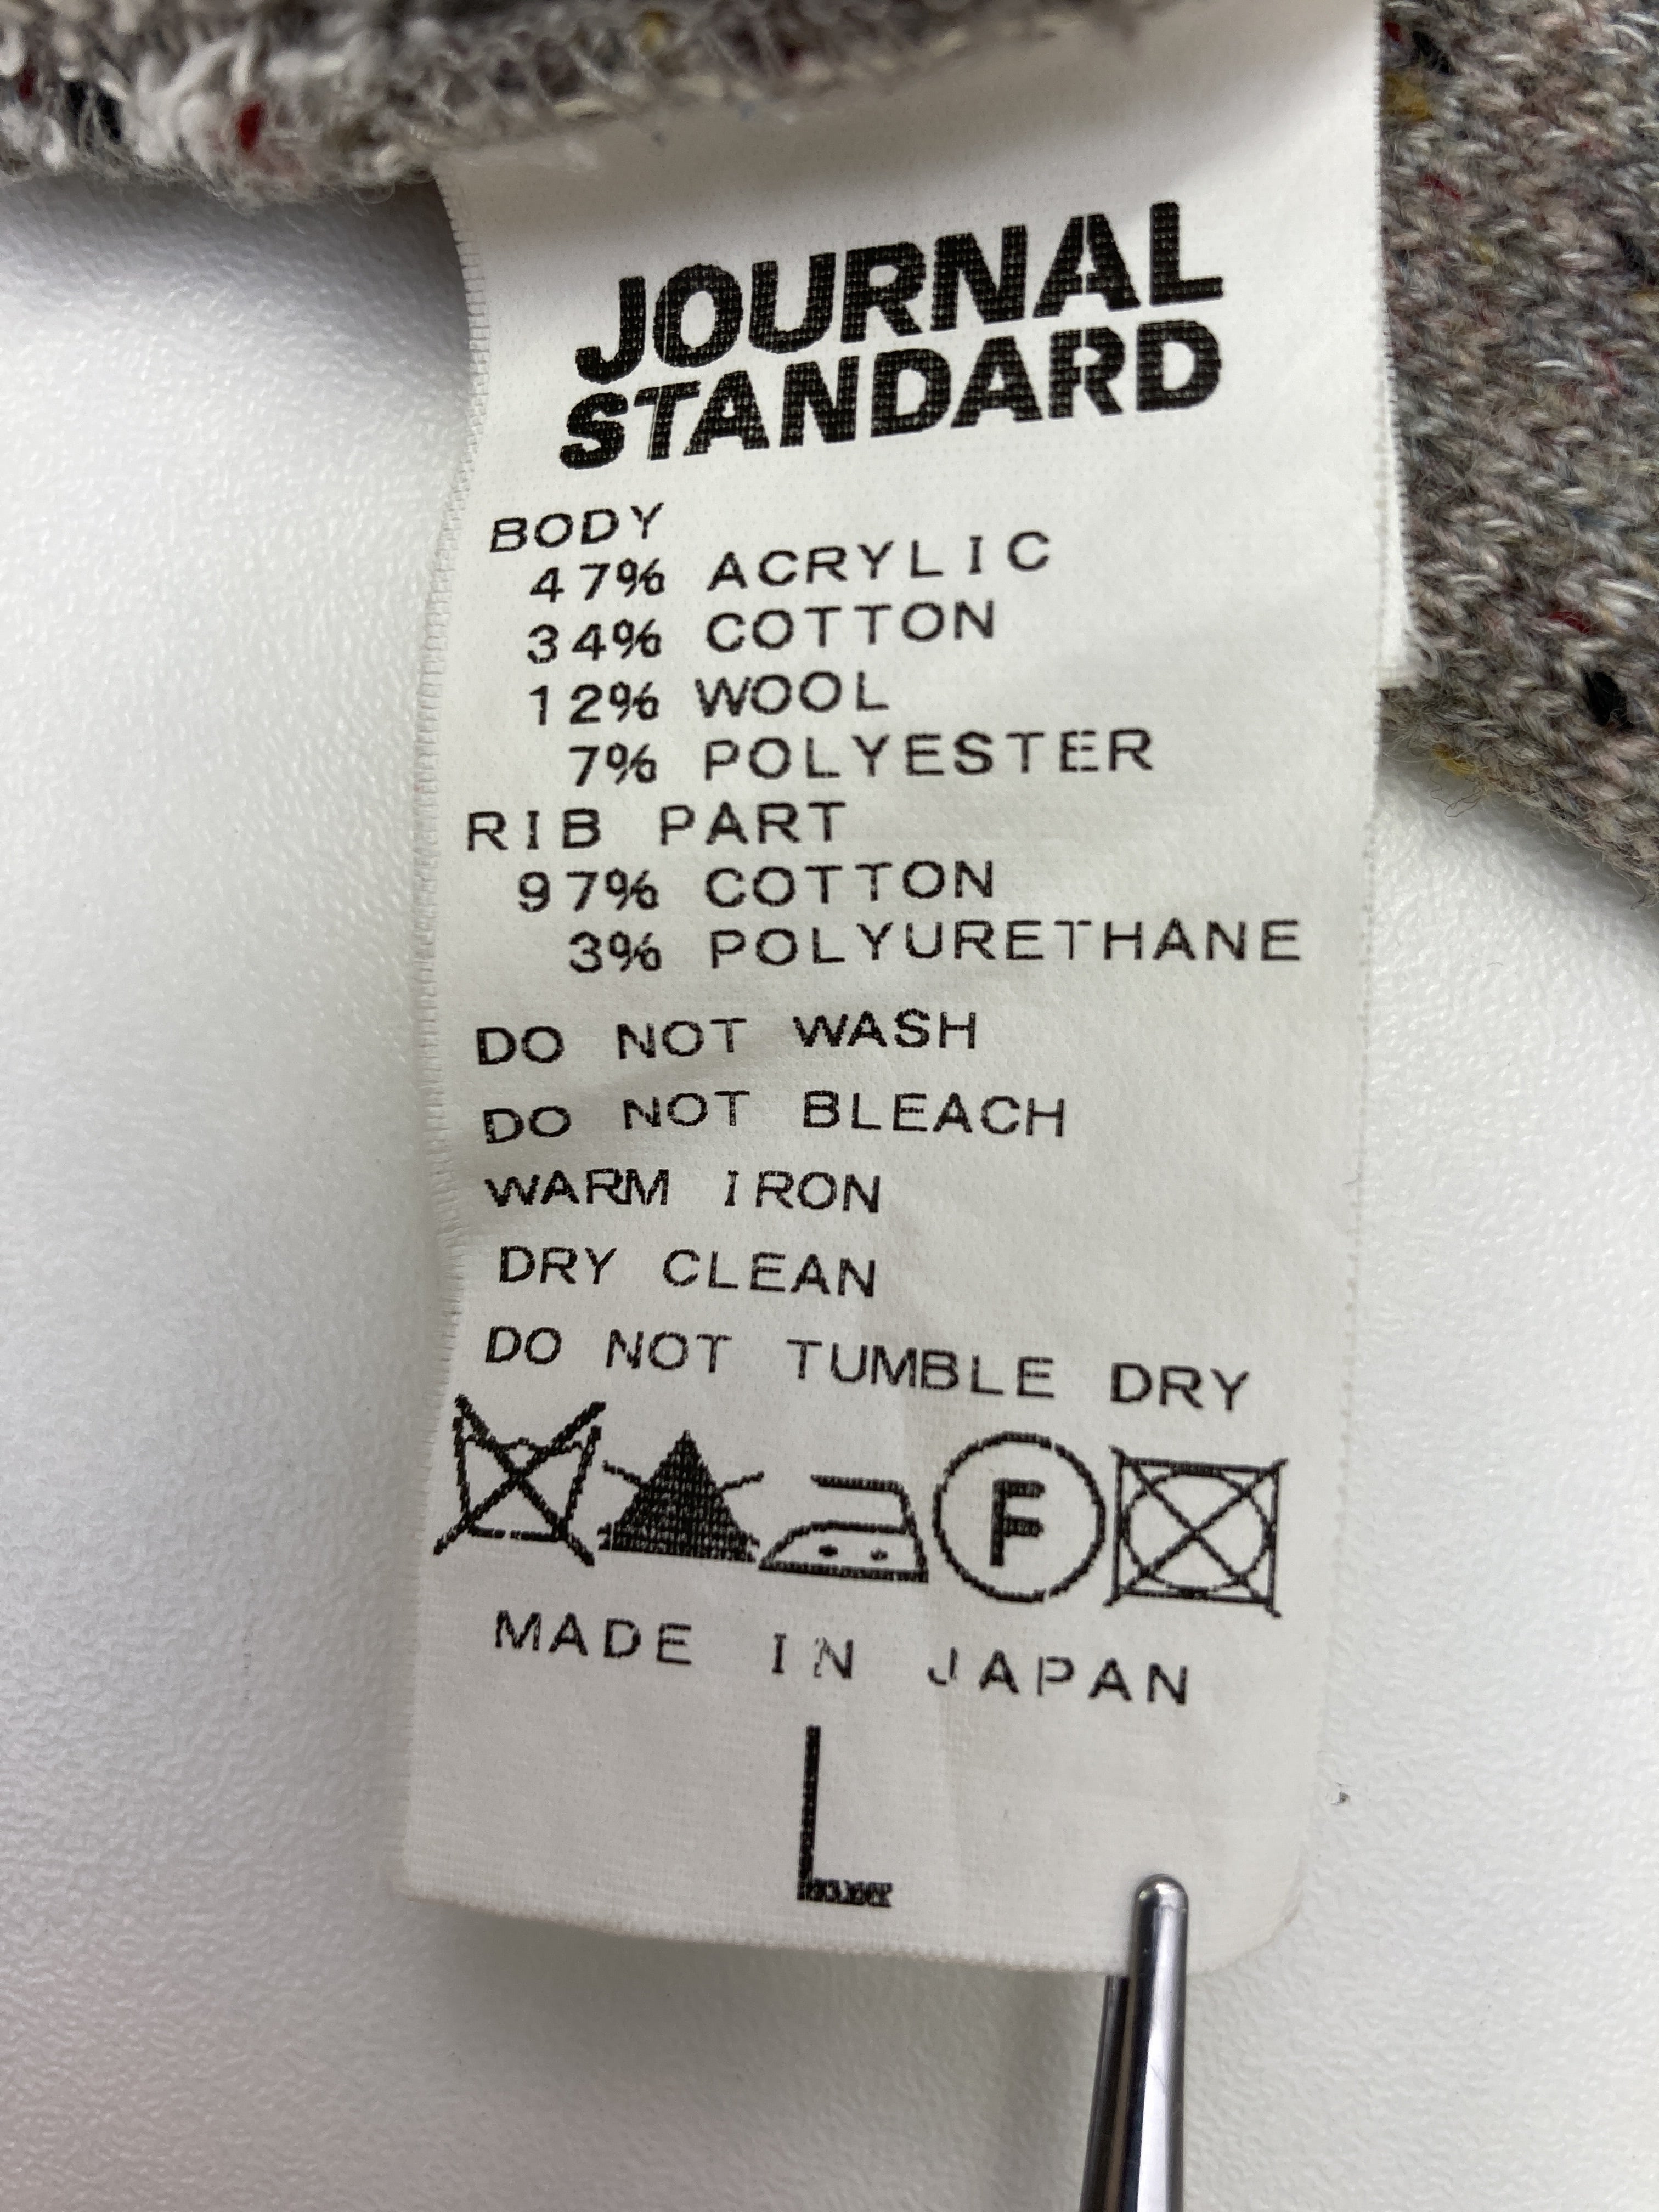 JOURNAL
STANDARD
BODY
47% ACRYLIC
34% COTTON
12% WOOL
7% POLYESTER
RIB PART
97% COTTON
3% POLYURETHANE
DO NOT WASH
DO NOT BLEACH
WARM IRON
DRY CLEAN
DO NOT TUMBLE DRY
F
MADE IN JAPAN
L